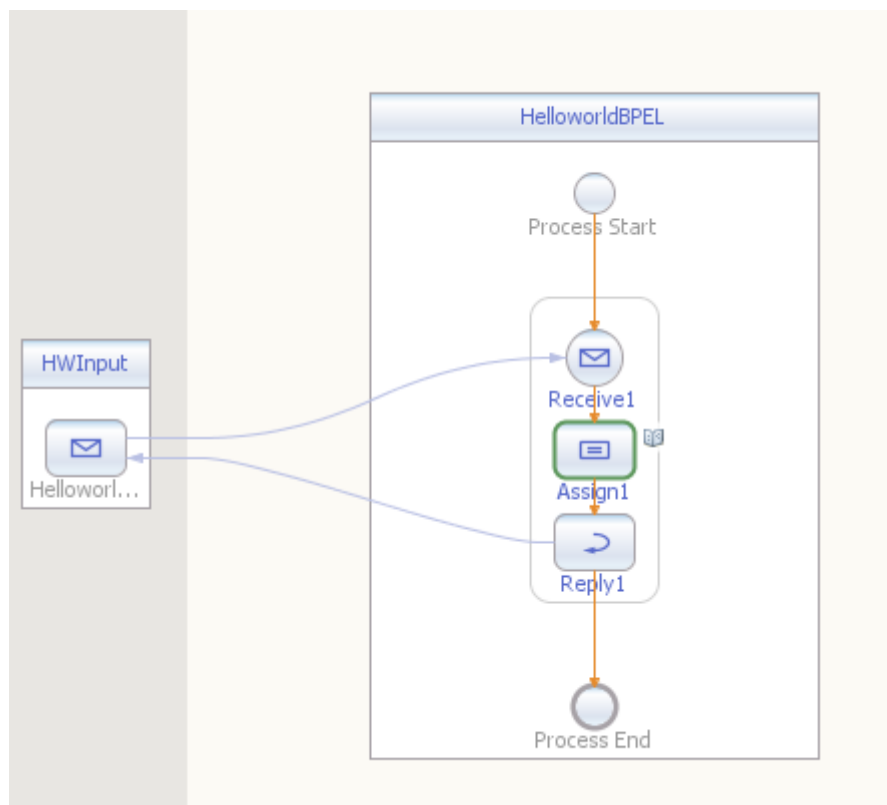 HelloworldBPEL
Process Start
HWInput
Receive1
Helloworl...
Assign1
Reply1
Process End